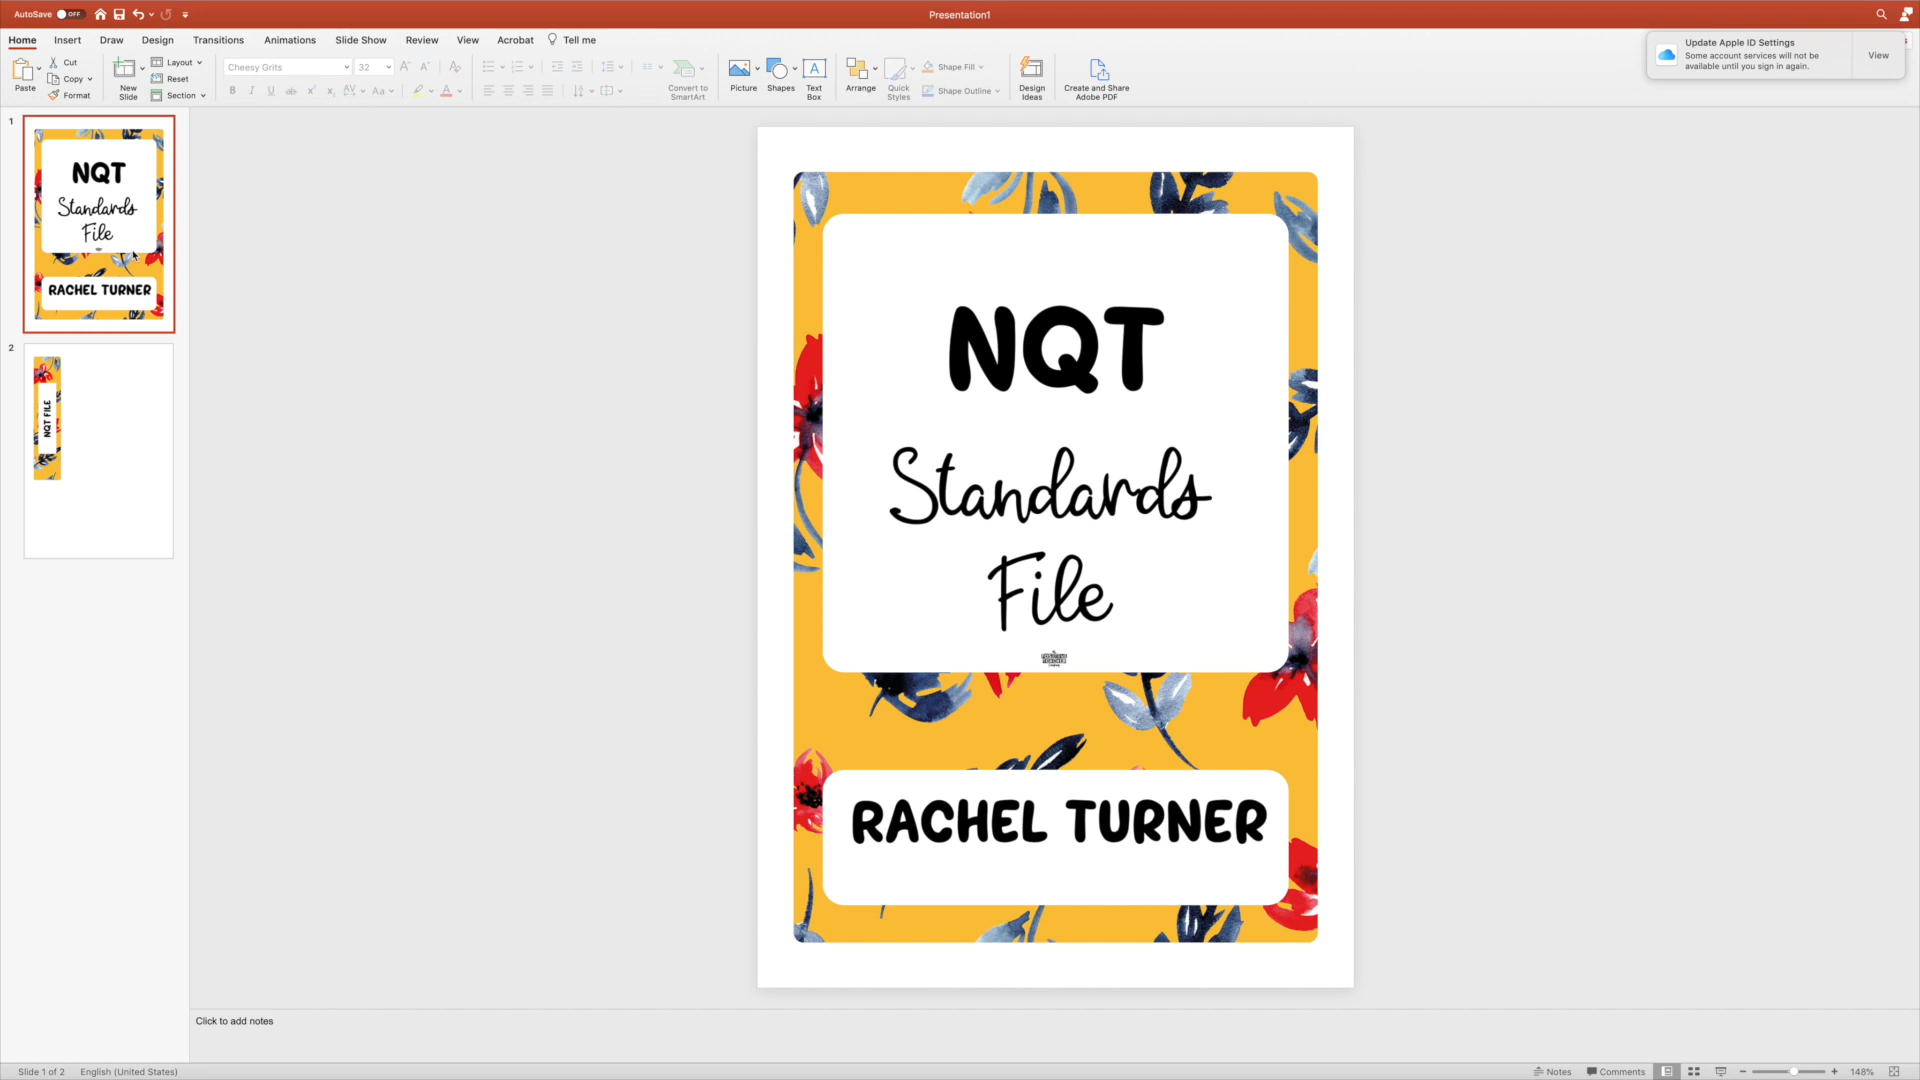 AutoSave OFF
Presentation1
Home Insert Draw Design Transitions Animations Slide Show Review View Acrobat Tell me
Update Apple ID Settings
Some account services will not be
available until you sign in again.
View
Paste
Cut
Copy
Format
New
Slide
Layout
Reset
Section
Cheesy Grits 32
Convert to
SmartArt
Picture
Shapes
Text
Box
Arrange
Quick
Styles
Shape Fill
Shape Outline
Design
Ideas
Create and Share
Adobe PDF
1
NQT
Standards
File
RACHEL TURNER
2
NQT FILE
NQT
Standards
File
POSITIVE
TEACHER
RACHEL TURNER
Click to add notes
Slide 1 of 2 English (United States)
Notes Comments 148%